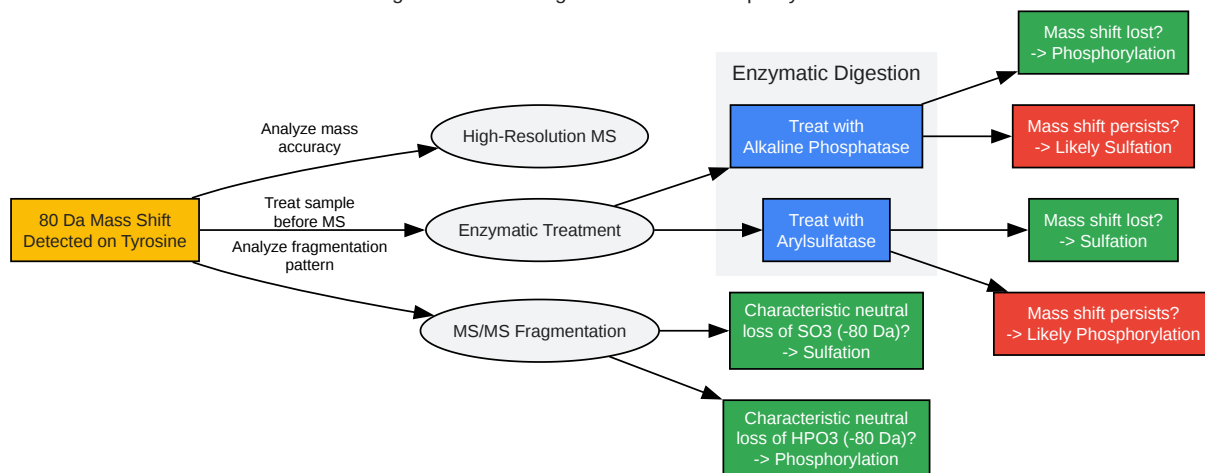 Mass shift lost?
-> Phosphorylation
Enzymatic Digestion
Analyze mass
accuracy
High-Resolution MS
Treat with
Alkaline Phosphatase
Mass shift persists?
-> Likely Sulfation
80 Da Mass Shift
Detected on Tyrosine
Treat sample
before MS
Enzymatic Treatment
Treat with
Arylsulfatase
Mass shift lost?
-> Sulfation
Analyze fragmentation
pattern
MS/MS Fragmentation
Characteristic neutral
loss of SO3 (-80 Da)?
-> Sulfation
Mass shift persists?
-> Likely Phosphorylation
Characteristic neutral
loss of HPO3 (-80 Da)?
-> Phosphorylation